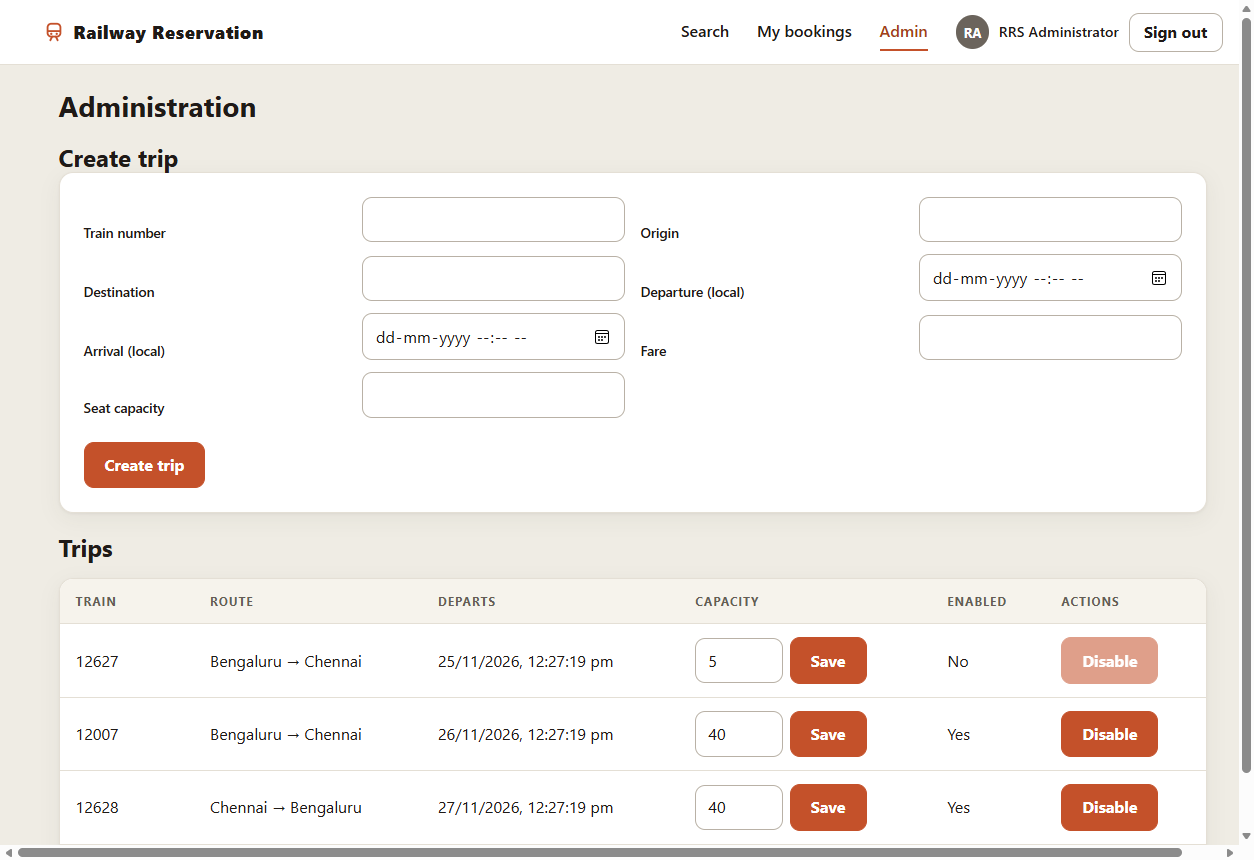 Railway Reservation Search My bookings Admin RA RRS Administrator Sign out
Administration
Create trip
Train number Origin
Destination Departure (local) dd-mm-yyyy --:-- --
Arrival (local) dd-mm-yyyy --:-- -- Fare
Seat capacity
Create trip
Trips
TRAIN ROUTE DEPARTS CAPACITY ENABLED ACTIONS
12627 Bengaluru → Chennai 25/11/2026, 12:27:19 pm 5 Save No Disable
12007 Bengaluru → Chennai 26/11/2026, 12:27:19 pm 40 Save Yes Disable
12628 Chennai → Bengaluru 27/11/2026, 12:27:19 pm 40 Save Yes Disable